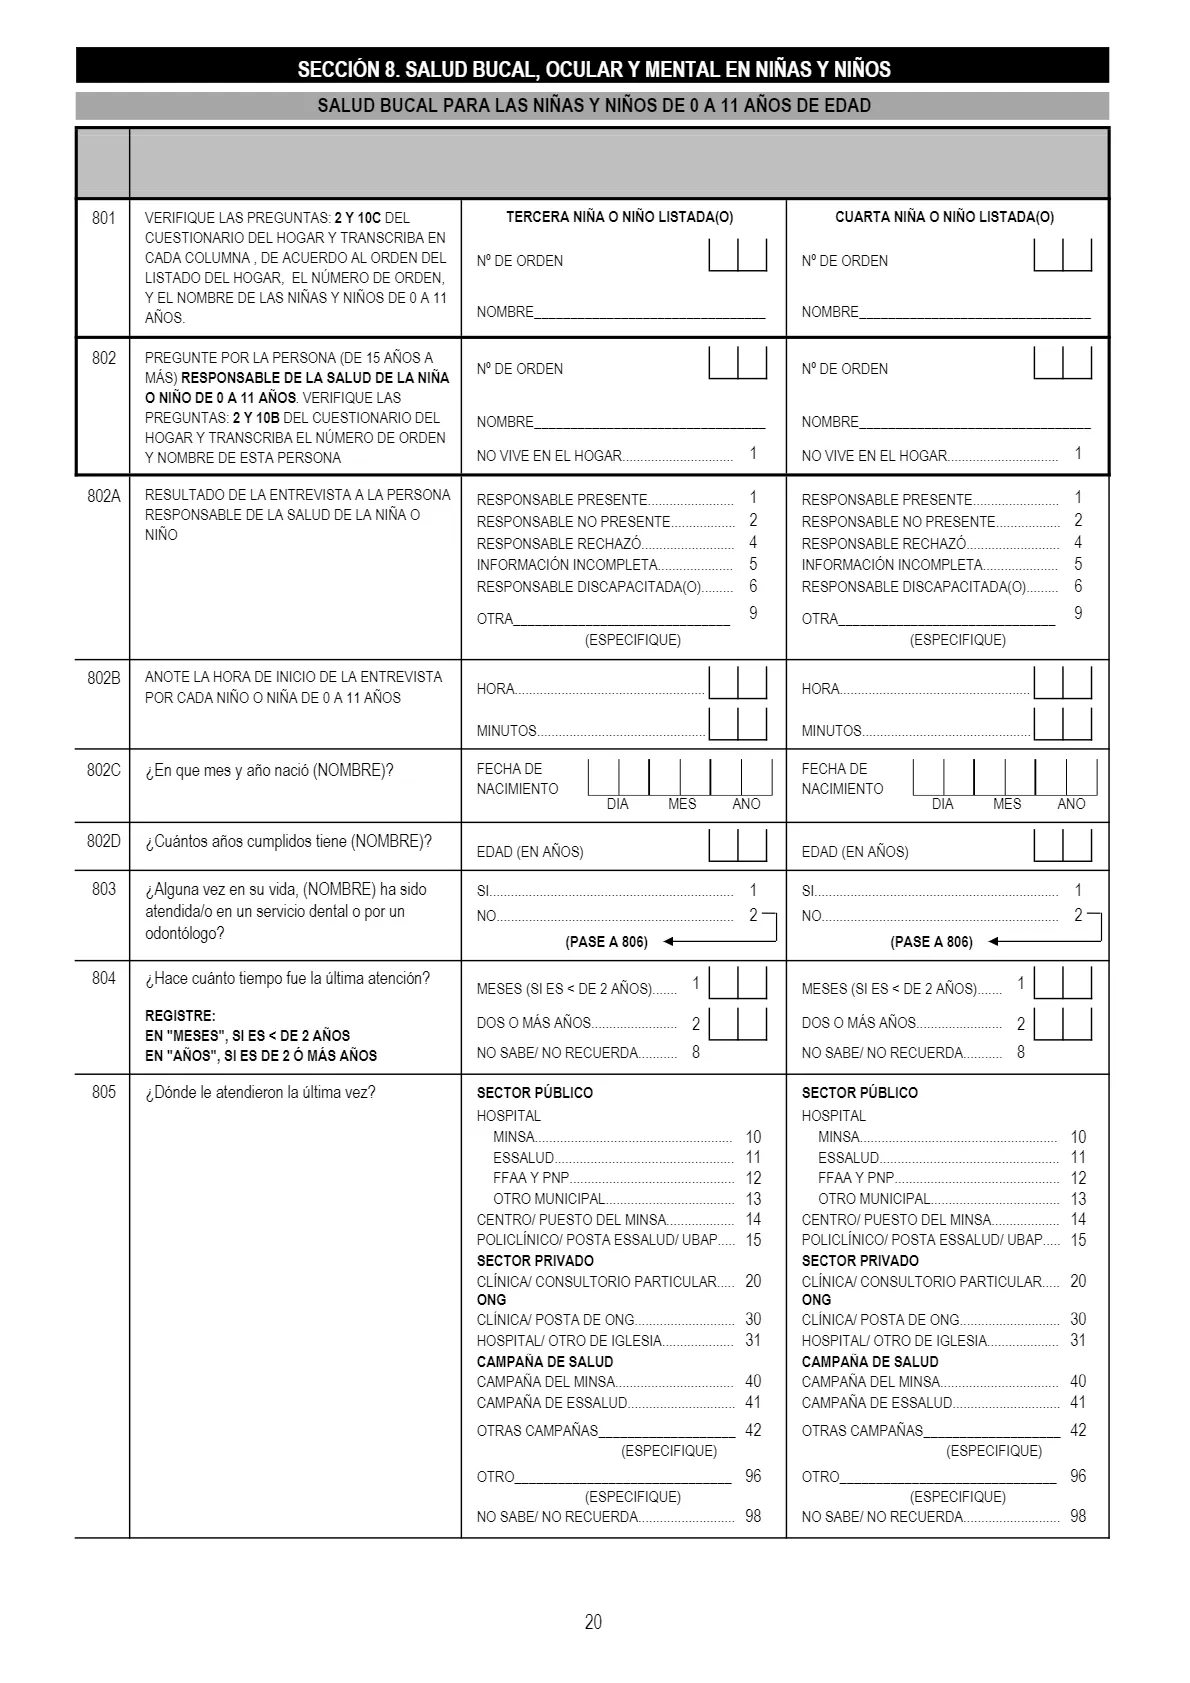 SECCIÓN 8. SALUD BUCAL, OCULAR Y MENTAL EN NIÑAS Y NIÑOS
SALUD BUCAL PARA LAS NIÑAS Y NIÑOS DE 0 A 11 AÑOS DE EDAD
801
VERIFIQUE LAS PREGUNTAS: 2 Y 10C DEL
CUESTIONARIO DEL HOGAR Y TRANSCRIBA EN
CADA COLUMNA , DE ACUERDO AL ORDEN DEL
LISTADO DEL HOGAR, EL NÚMERO DE ORDEN,
Y EL NOMBRE DE LAS NIÑAS Y NIÑOS DE 0 A 11
AÑOS.
TERCERA NIÑA O NIÑO LISTADA(O)
Nº DE ORDEN
NOMBRE________________________________
CUARTA NIÑA O NIÑO LISTADA(O)
Nº DE ORDEN
NOMBRE________________________________
802
PREGUNTE POR LA PERSONA (DE 15 AÑOS A
MÁS) RESPONSABLE DE LA SALUD DE LA NIÑA
O NIÑO DE 0 A 11 AÑOS. VERIFIQUE LAS
PREGUNTAS: 2 Y 10B DEL CUESTIONARIO DEL
HOGAR Y TRANSCRIBA EL NÚMERO DE ORDEN
Y NOMBRE DE ESTA PERSONA
Nº DE ORDEN
NOMBRE________________________________
NO VIVE EN EL HOGAR............................... 1
Nº DE ORDEN
NOMBRE________________________________
NO VIVE EN EL HOGAR............................... 1
802A
RESULTADO DE LA ENTREVISTA A LA PERSONA
RESPONSABLE DE LA SALUD DE LA NIÑA O
NIÑO
RESPONSABLE PRESENTE........................ 1
RESPONSABLE NO PRESENTE.................. 2
RESPONSABLE RECHAZÓ.......................... 4
INFORMACIÓN INCOMPLETA..................... 5
RESPONSABLE DISCAPACITADA(O)......... 6
OTRA______________________________ 9
(ESPECIFIQUE)
RESPONSABLE PRESENTE........................ 1
RESPONSABLE NO PRESENTE.................. 2
RESPONSABLE RECHAZÓ.......................... 4
INFORMACIÓN INCOMPLETA..................... 5
RESPONSABLE DISCAPACITADA(O)......... 6
OTRA______________________________ 9
(ESPECIFIQUE)
802B
ANOTE LA HORA DE INICIO DE LA ENTREVISTA
POR CADA NIÑO O NIÑA DE 0 A 11 AÑOS
HORA.....................................................
MINUTOS...............................................
HORA.....................................................
MINUTOS...............................................
802C
¿En que mes y año nació (NOMBRE)?
FECHA DE
NACIMIENTO
DIA MES ANO
FECHA DE
NACIMIENTO
DIA MES ANO
802D
¿Cuántos años cumplidos tiene (NOMBRE)?
EDAD (EN AÑOS)
EDAD (EN AÑOS)
803
¿Alguna vez en su vida, (NOMBRE) ha sido
atendida/o en un servicio dental o por un
odontólogo?
SI.................................................................... 1
NO.................................................................. 2
(PASE A 806)
SI.................................................................... 1
NO.................................................................. 2
(PASE A 806)
804
¿Hace cuánto tiempo fue la última atención?
REGISTRE:
EN "MESES", SI ES < DE 2 AÑOS
EN "AÑOS", SI ES DE 2 Ó MÁS AÑOS
MESES (SI ES < DE 2 AÑOS)....... 1
DOS O MÁS AÑOS........................ 2
NO SABE/ NO RECUERDA........... 8
MESES (SI ES < DE 2 AÑOS)....... 1
DOS O MÁS AÑOS........................ 2
NO SABE/ NO RECUERDA........... 8
805
¿Dónde le atendieron la última vez?
SECTOR PÚBLICO
HOSPITAL
MINSA....................................................... 10
ESSALUD.................................................. 11
FFAA Y PNP.............................................. 12
OTRO MUNICIPAL.................................... 13
CENTRO/ PUESTO DEL MINSA................... 14
POLICLÍNICO/ POSTA ESSALUD/ UBAP..... 15
SECTOR PRIVADO
CLÍNICA/ CONSULTORIO PARTICULAR..... 20
ONG
CLÍNICA/ POSTA DE ONG............................ 30
HOSPITAL/ OTRO DE IGLESIA.................... 31
CAMPAÑA DE SALUD
CAMPAÑA DEL MINSA................................. 40
CAMPAÑA DE ESSALUD.............................. 41
OTRAS CAMPAÑAS___________________ 42
(ESPECIFIQUE)
OTRO______________________________ 96
(ESPECIFIQUE)
NO SABE/ NO RECUERDA........................... 98
SECTOR PÚBLICO
HOSPITAL
MINSA....................................................... 10
ESSALUD.................................................. 11
FFAA Y PNP.............................................. 12
OTRO MUNICIPAL.................................... 13
CENTRO/ PUESTO DEL MINSA................... 14
POLICLÍNICO/ POSTA ESSALUD/ UBAP..... 15
SECTOR PRIVADO
CLÍNICA/ CONSULTORIO PARTICULAR..... 20
ONG
CLÍNICA/ POSTA DE ONG............................ 30
HOSPITAL/ OTRO DE IGLESIA.................... 31
CAMPAÑA DE SALUD
CAMPAÑA DEL MINSA................................. 40
CAMPAÑA DE ESSALUD.............................. 41
OTRAS CAMPAÑAS___________________ 42
(ESPECIFIQUE)
OTRO______________________________ 96
(ESPECIFIQUE)
NO SABE/ NO RECUERDA........................... 98
20